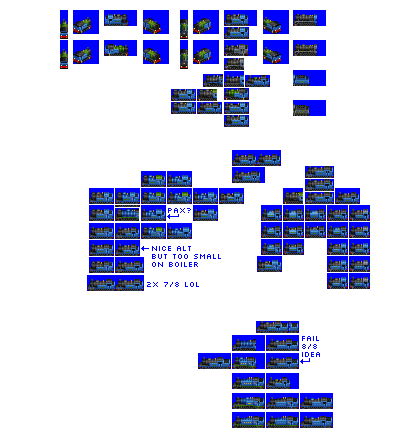 PAX?
NICE ALT
BUT TOO SMALL
ON BOILER
2X 7/8 LOL
FAIL
8/8
IDEA